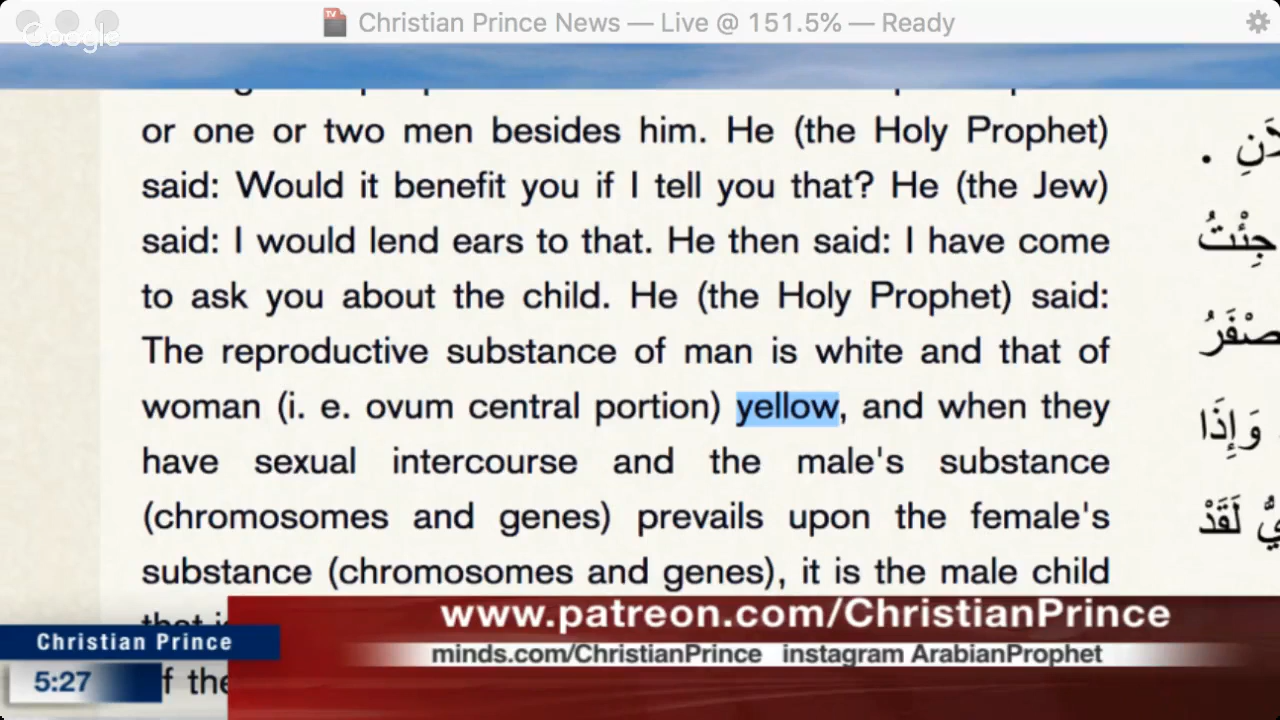 Christian Prince News — Live @ 151.5% — Ready
Google
or one or two men besides him. He (the Holy Prophet)
said: Would it benefit you if I tell you that? He (the Jew)
said: I would lend ears to that. He then said: I have come
to ask you about the child. He (the Holy Prophet) said:
The reproductive substance of man is white and that of
woman (i. e. ovum central portion) yellow, and when they
have sexual intercourse and the male's substance
(chromosomes and genes) prevails upon the female's
substance (chromosomes and genes), it is the male child
جِئْتُ
وَإِذَا
لَقَدْ
www.patreon.com/ChristianPrince
Christian Prince
minds.com/ChristianPrince instagram ArabianProphet
5:27